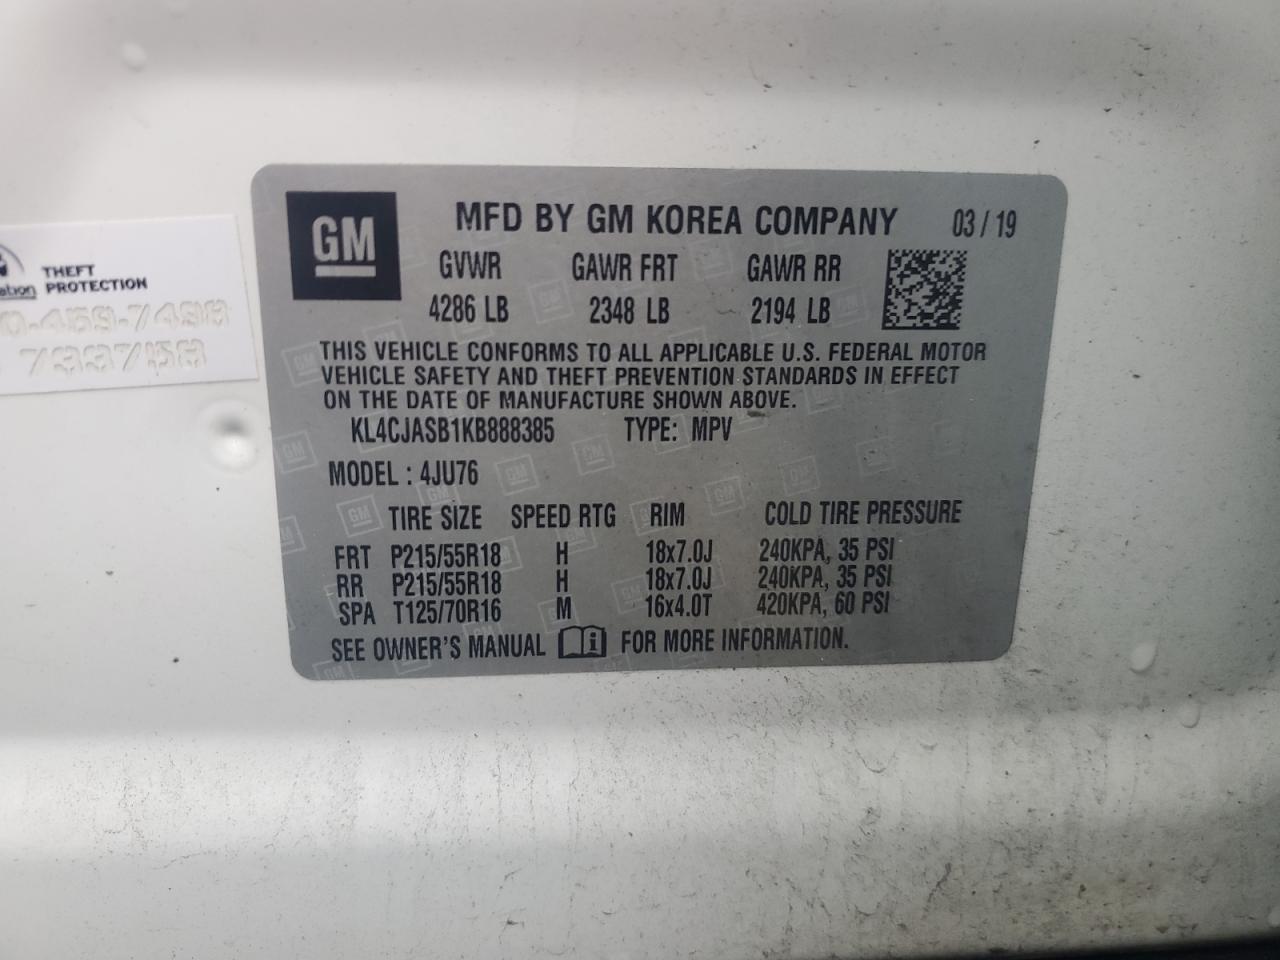 GM
MFD BY GM KOREA COMPANY 03/19
GVWR GAWR FRT GAWR RR
4286 LB 2348 LB 2194 LB
THIS VEHICLE CONFORMS TO ALL APPLICABLE U.S. FEDERAL MOTOR
VEHICLE SAFETY AND THEFT PREVENTION STANDARDS IN EFFECT
ON THE DATE OF MANUFACTURE SHOWN ABOVE.
KL4CJASB1KB888385 TYPE: MPV
MODEL : 4JU76
TIRE SIZE SPEED RTG RIM COLD TIRE PRESSURE
FRT P215/55R18 H 18x7.0J 240KPA, 35 PSI
RR P215/55R18 H 18x7.0J 240KPA, 35 PSI
SPA T125/70R16 M 16x4.0T 420KPA, 60 PSI
SEE OWNER'S MANUAL FOR MORE INFORMATION.
THEFT
PROTECTION